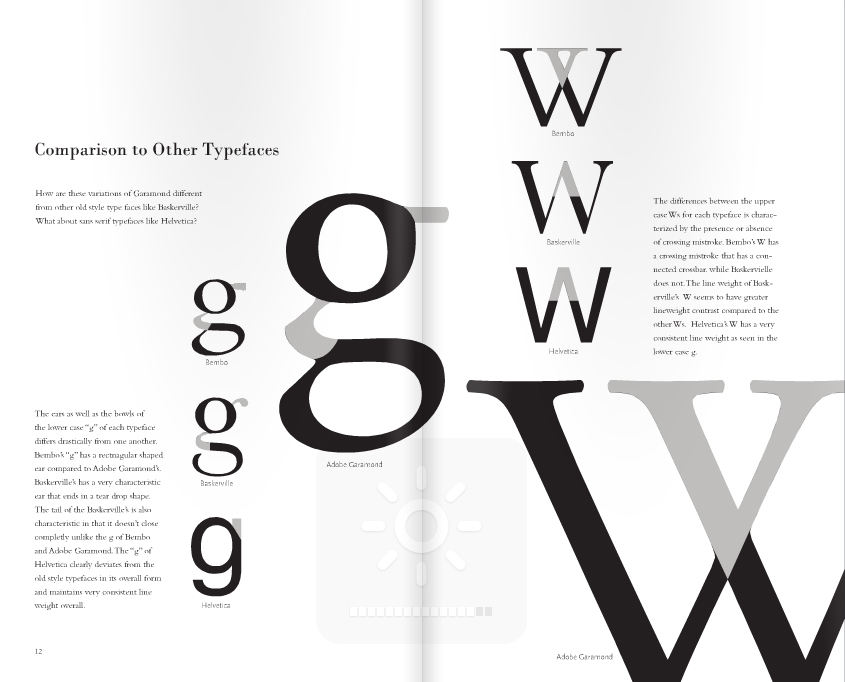 Comparison to Other Typefaces
How are these variations of Garamond different
from other old style type faces like Baskerville?
What about sans serif typefaces like Helvetica?
g
Bembo
The ears as well as the bowls of
the lower case “g” of each typeface
differs drastically from one another.
Bembo’s “g” has a rectnagular shaped
ear compared to Adobe Garamond’s.
Baskerville’s has a very characteristic
ear that ends in a tear drop shape.
The tail of the Baskerville’s is also
characteristic in that it doesn’t close
completly unlike the g of Bembo
and Adobe Garamond. The “g” of
Helvetica clearly deviates from the
old style typefaces in its overall form
and maintains very consistent line
weight overall.
g
Baskerville
g
Helvetica
g
Adobe Garamond
12
W
Bembo
W
Baskerville
W
Helvetica
The differences between the upper
case Ws for each typeface is charac-
terized by the presence or absence
of crossing mistroke. Bembo’s W has
a crossing mistroke that has a con-
nected crossbar. while Baskervielle
does not. The line weight of Bask-
erville’s W seems to have greater
lineweight contrast compared to the
other Ws. Helvetica’s W has a very
consistent line weight as seen in the
lower case g.
W
Adobe Garamond